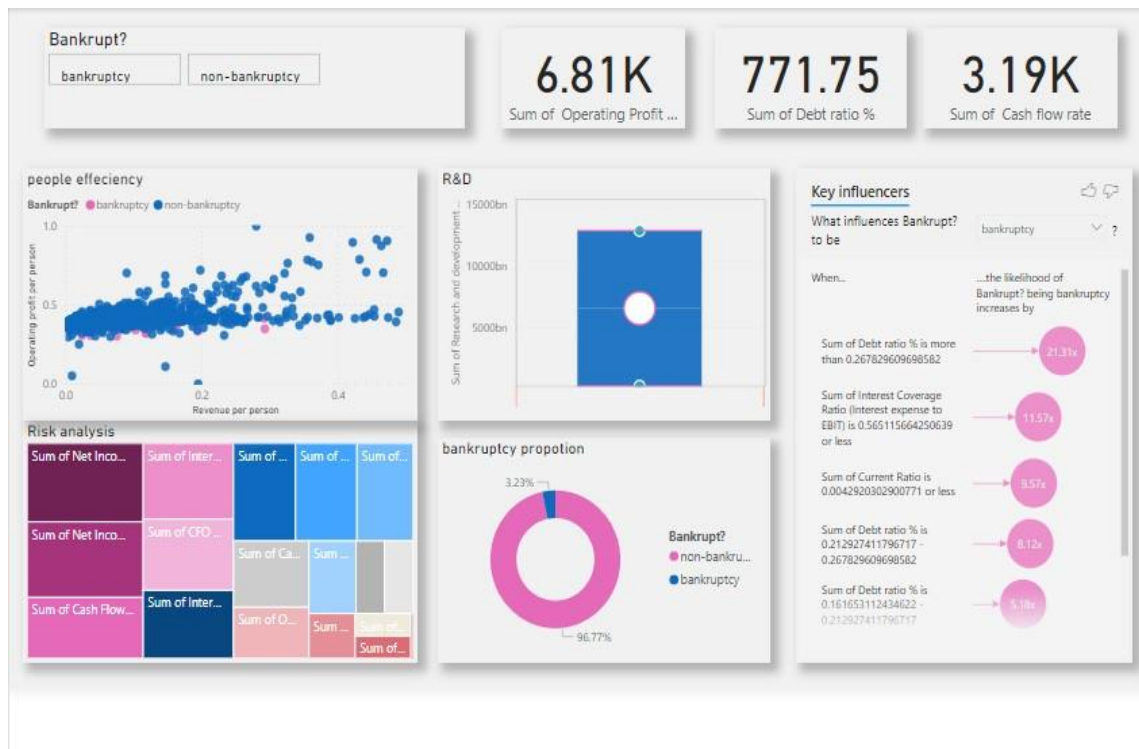 Bankrupt?
bankruptcy
non-bankruptcy
6.81K
Sum of Operating Profit ...
771.75
Sum of Debt ratio %
3.19K
Sum of Cash flow rate
people effeciency
Bankrupt? bankruptcy non-bankruptcy
1.0
0.5
0.0
Operating profit per person
0.0
0.2
0.4
Revenue per person
R&D
Sum of Research and development ...
15000bn
10000bn
5000bn
Key influencers
What influences Bankrupt?
to be
bankruptcy
?
When...
...the likelihood of
Bankrupt? being bankruptcy
increases by
Sum of Debt ratio % is more
than 0.267829609698582
21.31x
Sum of Interest Coverage
Ratio (Interest expense to
EBIT) is 0.565115664250639
or less
11.57x
Sum of Current Ratio is
0.0042920302900771 or less
9.57x
Sum of Debt ratio % is
0.212927411796717 -
0.267829609698582
8.12x
Sum of Debt ratio % is
0.161653112434622 -
0.212927411796717
5.18x
Risk analysis
Sum of Net Inco...
Sum of Net Inco...
Sum of Cash Flow...
Sum of Inter...
Sum of CFO ...
Sum of Inter...
Sum of ...
Sum of ...
Sum of...
Sum of Ca...
Sum ...
Sum of O...
Sum ...
Sum of...
Sum of...
bankruptcy propotion
3.23%
96.77%
Bankrupt?
non-bankru...
bankruptcy